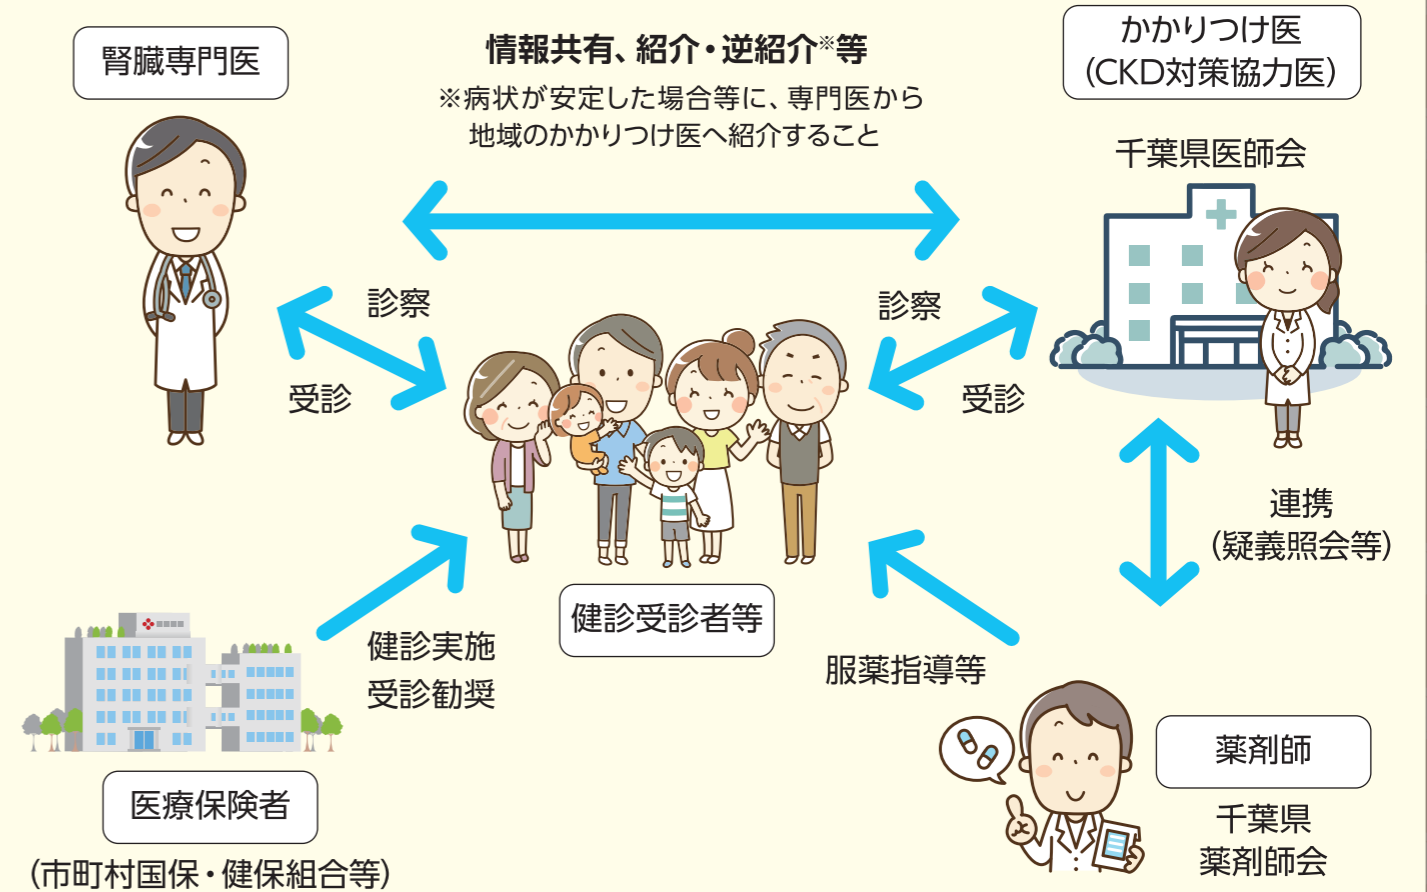 腎臓専門医
情報共有、紹介・逆紹介※等
※病状が安定した場合等に、専門医から
地域のかかりつけ医へ紹介すること
かかりつけ医
（CKD対策協力医）
千葉県医師会
診察
受診
診察
受診
連携
（疑義照会等）
健診受診者等
健診実施
受診勧奨
服薬指導等
医療保険者
（市町村国保・健保組合等）
薬剤師
千葉県
薬剤師会